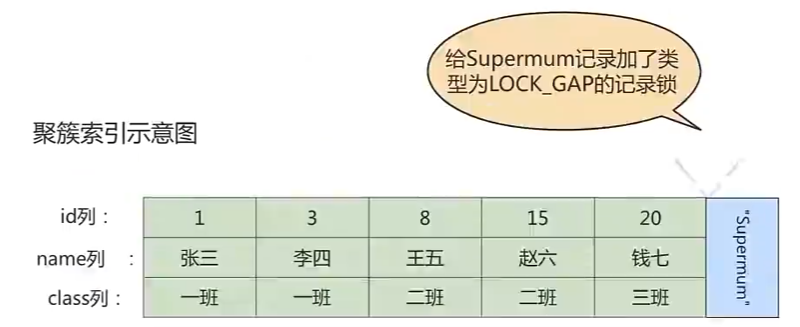 给Supermum记录加了类
型为LOCK_GAP的记录锁
聚簇索引示意图
id列： 1 3 8 15 20 "Supermum"
name列 ： 张三 李四 王五 赵六 钱七
class列： 一班 一班 二班 二班 三班